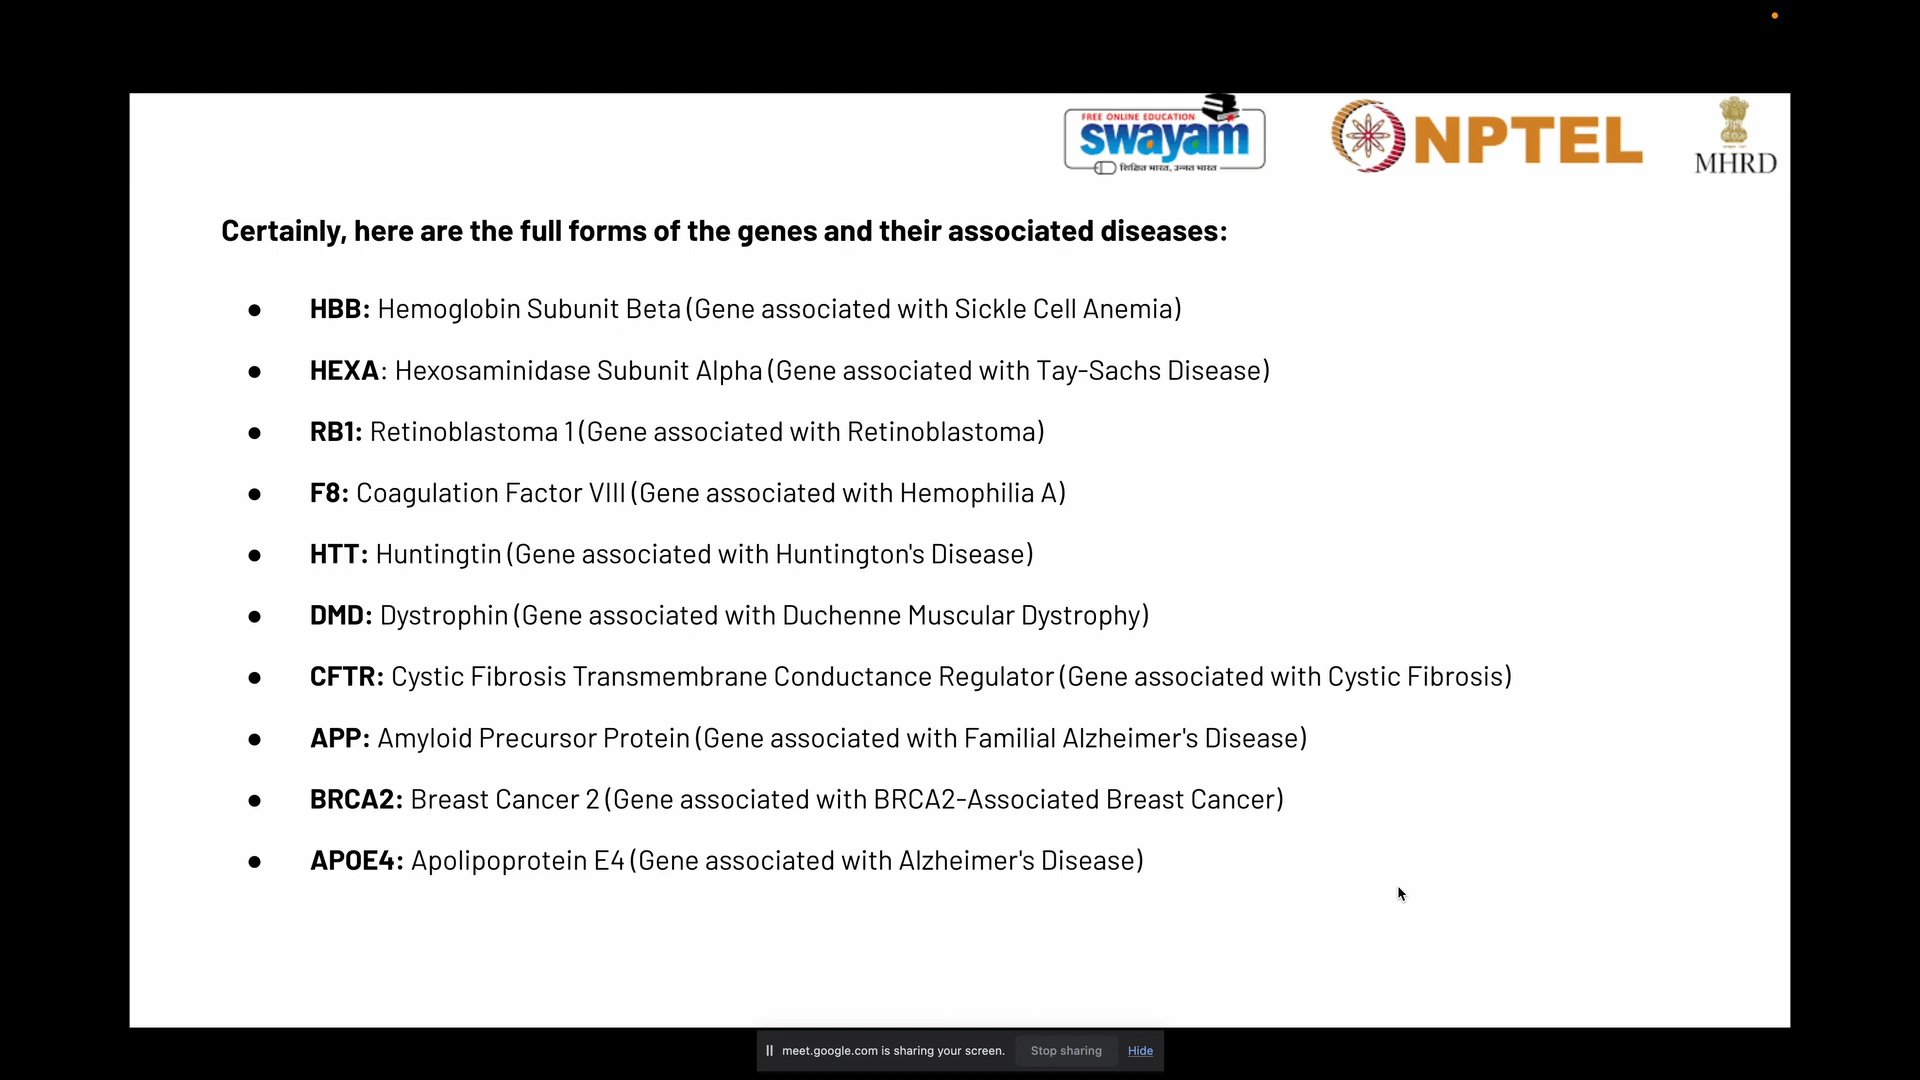 FREE ONLINE EDUCATION
swayam
शिक्षित भारत, उन्नत भारत
NPTEL
MHRD
Certainly, here are the full forms of the genes and their associated diseases:
● HBB: Hemoglobin Subunit Beta (Gene associated with Sickle Cell Anemia)
● HEXA: Hexosaminidase Subunit Alpha (Gene associated with Tay-Sachs Disease)
● RB1: Retinoblastoma 1 (Gene associated with Retinoblastoma)
● F8: Coagulation Factor VIII (Gene associated with Hemophilia A)
● HTT: Huntingtin (Gene associated with Huntington's Disease)
● DMD: Dystrophin (Gene associated with Duchenne Muscular Dystrophy)
● CFTR: Cystic Fibrosis Transmembrane Conductance Regulator (Gene associated with Cystic Fibrosis)
● APP: Amyloid Precursor Protein (Gene associated with Familial Alzheimer's Disease)
● BRCA2: Breast Cancer 2 (Gene associated with BRCA2-Associated Breast Cancer)
● APOE4: Apolipoprotein E4 (Gene associated with Alzheimer's Disease)
meet.google.com is sharing your screen. Stop sharing Hide